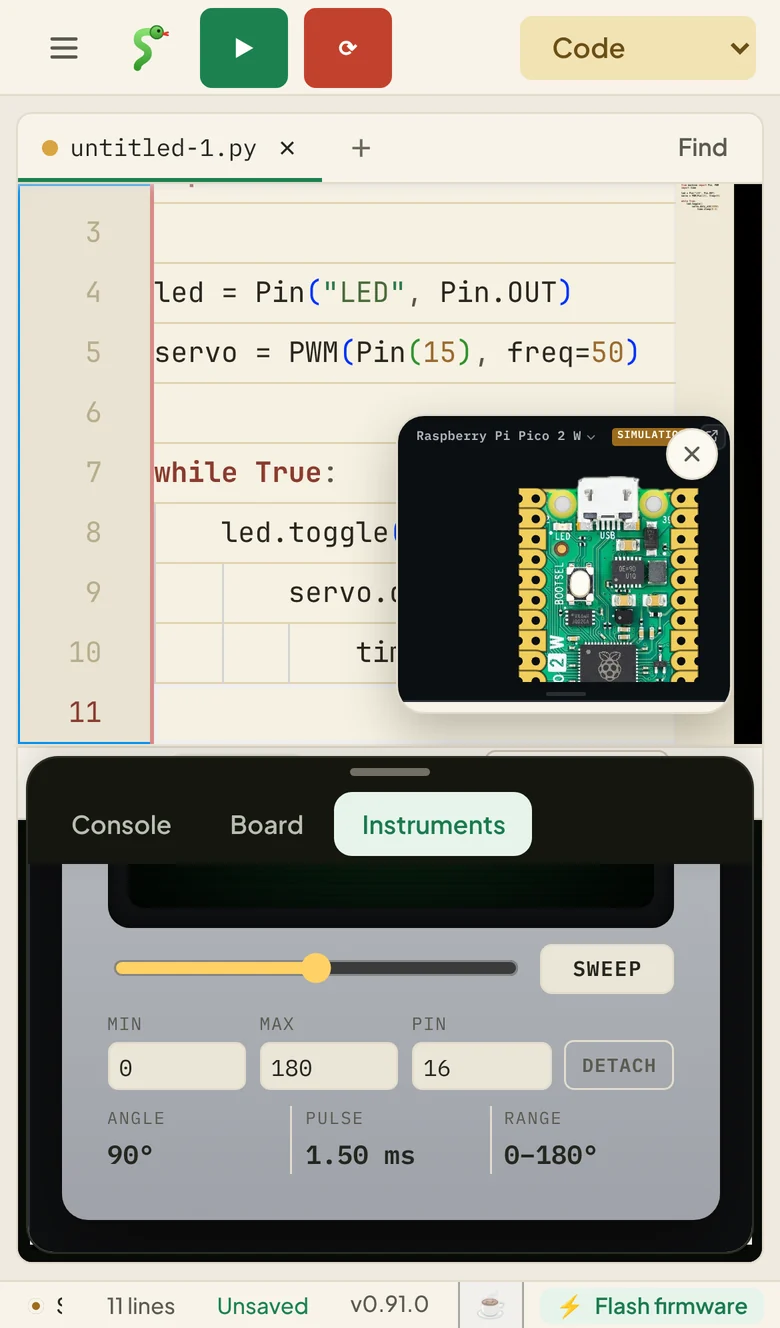 Code
untitled-1.py ✕ + Find
3
4 led = Pin("LED", Pin.OUT)
5 servo = PWM(Pin(15), freq=50)
6
7 while True:
8 led.toggle(
9 servo.
10
11
Raspberry Pi Pico 2 W
LED USB
BOOTSEL
2 W
Console Board Instruments
SWEEP
MIN MAX PIN
0 180 16 DETACH
ANGLE PULSE RANGE
90° 1.50 ms 0–180°
11 lines Unsaved v0.91.0 ⚡ Flash firmware